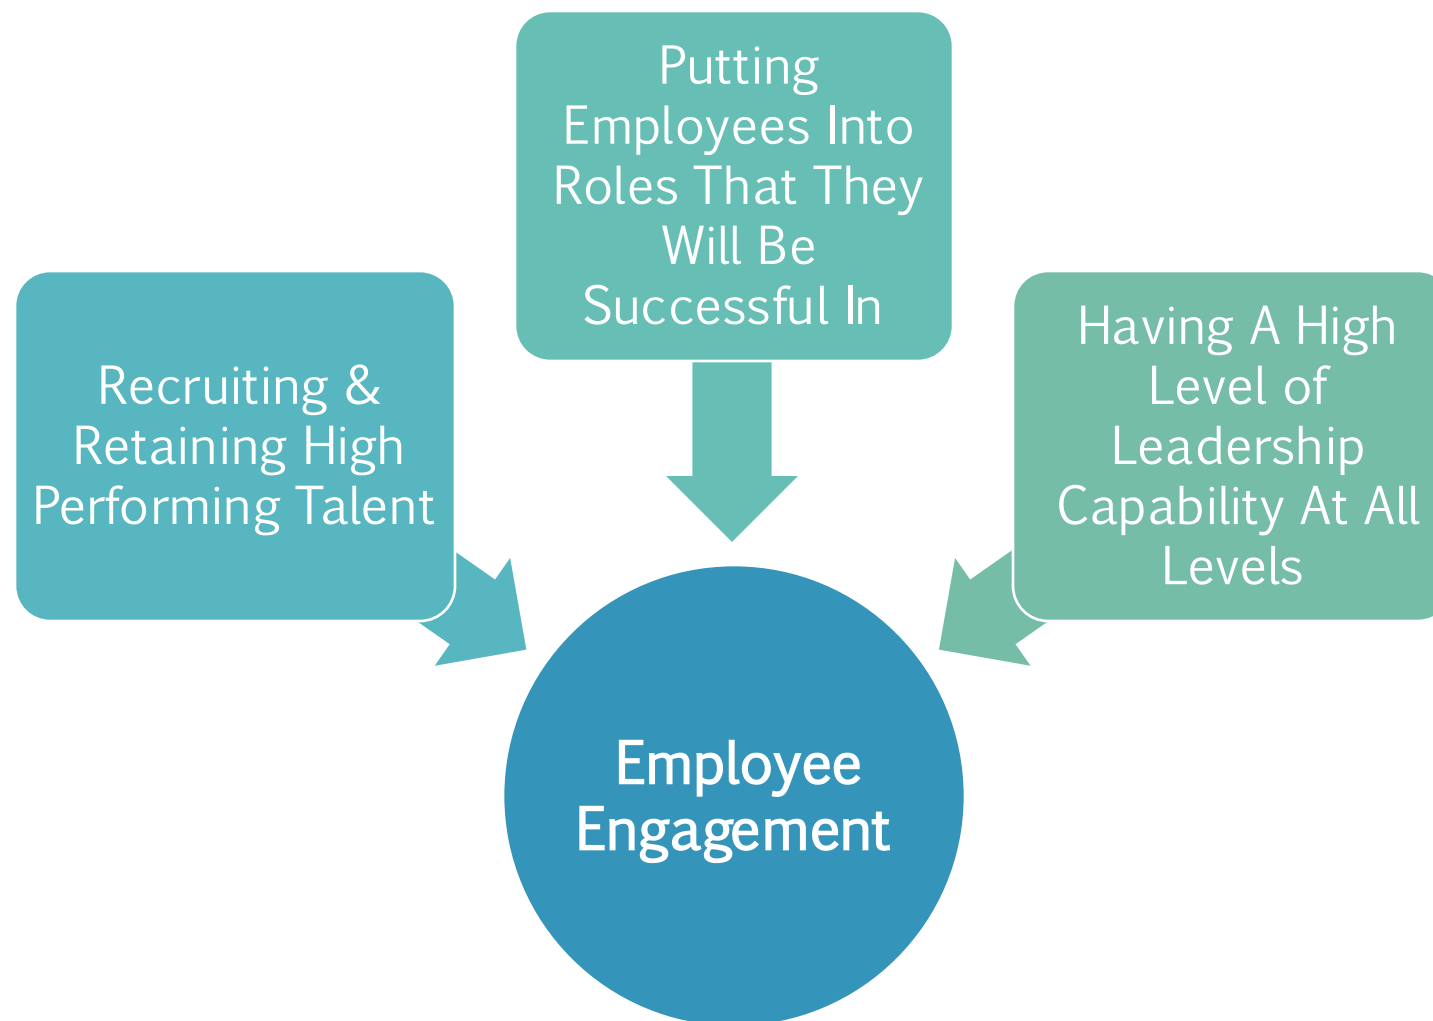 Putting
Employees Into
Roles That They
Will Be
Successful In
Recruiting &
Retaining High
Performing Talent
Having A High
Level of
Leadership
Capability At All
Levels
Employee
Engagement